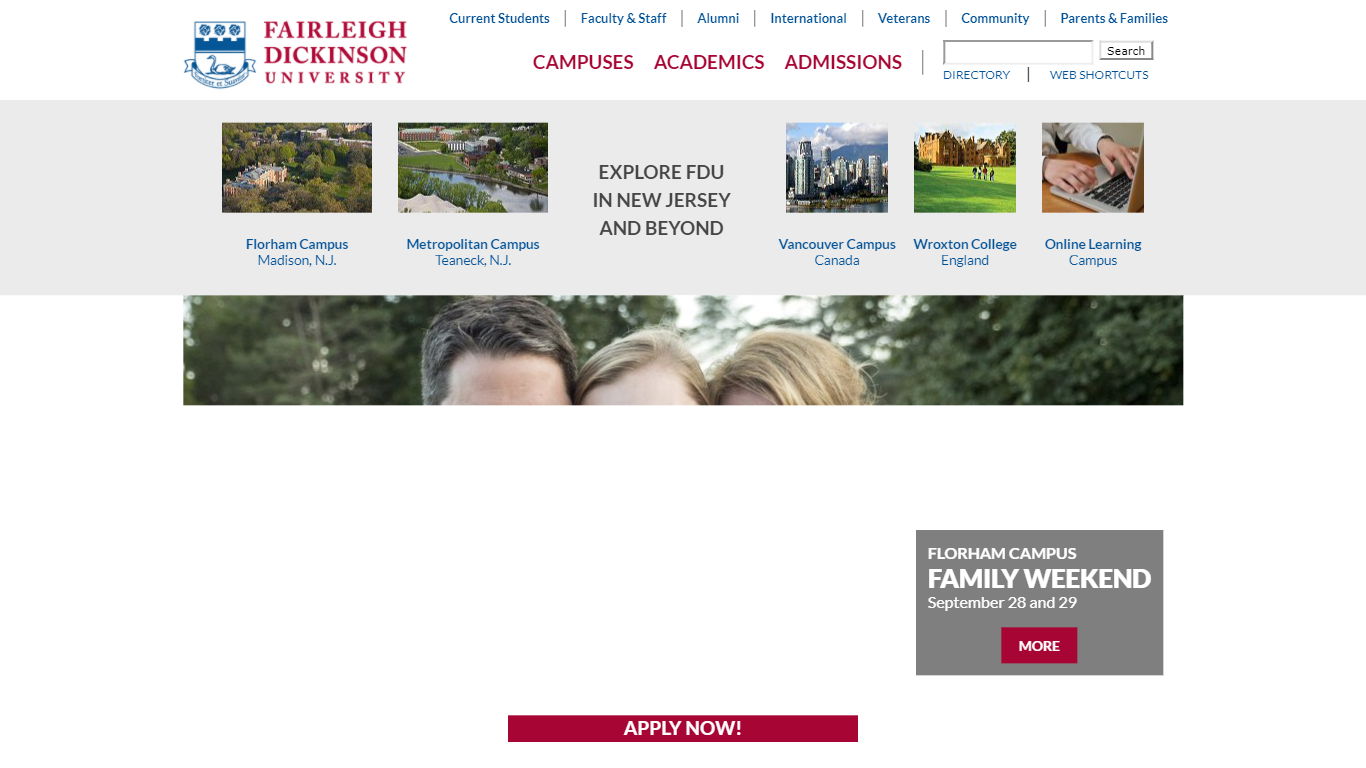 Current Students
Faculty & Staff
Alumni
International
Veterans
Community
Parents & Families
FAIRLEIGH
DICKINSON
UNIVERSITY
CAMPUSES
ACADEMICS
ADMISSIONS
Search
DIRECTORY
WEB SHORTCUTS
EXPLORE FDU
IN NEW JERSEY
AND BEYOND
Florham Campus
Madison, N.J.
Metropolitan Campus
Teaneck, N.J.
Vancouver Campus
Canada
Wroxton College
England
Online Learning
Campus
FLORHAM CAMPUS
FAMILY WEEKEND
September 28 and 29
MORE
APPLY NOW!